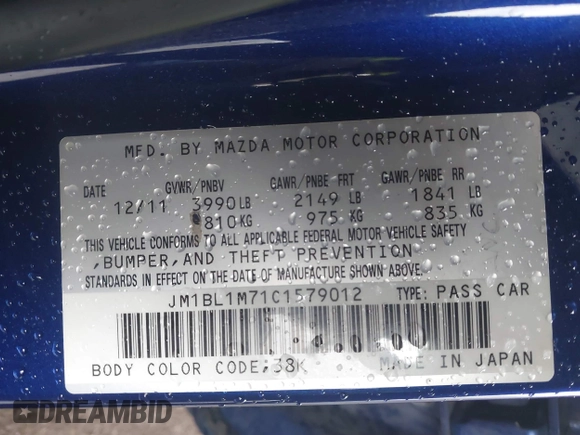 MFD. BY MAZDA MOTOR CORPORATION
DATE GVWR/PNBV GAWR/PNBE FRT GAWR/PNBE RR
12/11 3990 LB 2149 LB 1841 LB
810 KG 975 KG 835 KG
THIS VEHICLE CONFORMS TO ALL APPLICABLE FEDERAL MOTOR VEHICLE SAFETY
,BUMPER,AND THEFT PREVENTION
STANDARDS IN EFFECT ON THE DATE OF MANUFACTURE SHOWN ABOVE.
JM1BL1M71C1579012 TYPE: PASS CAR
BODY COLOR CODE;38K MADE IN JAPAN
DREAMBID